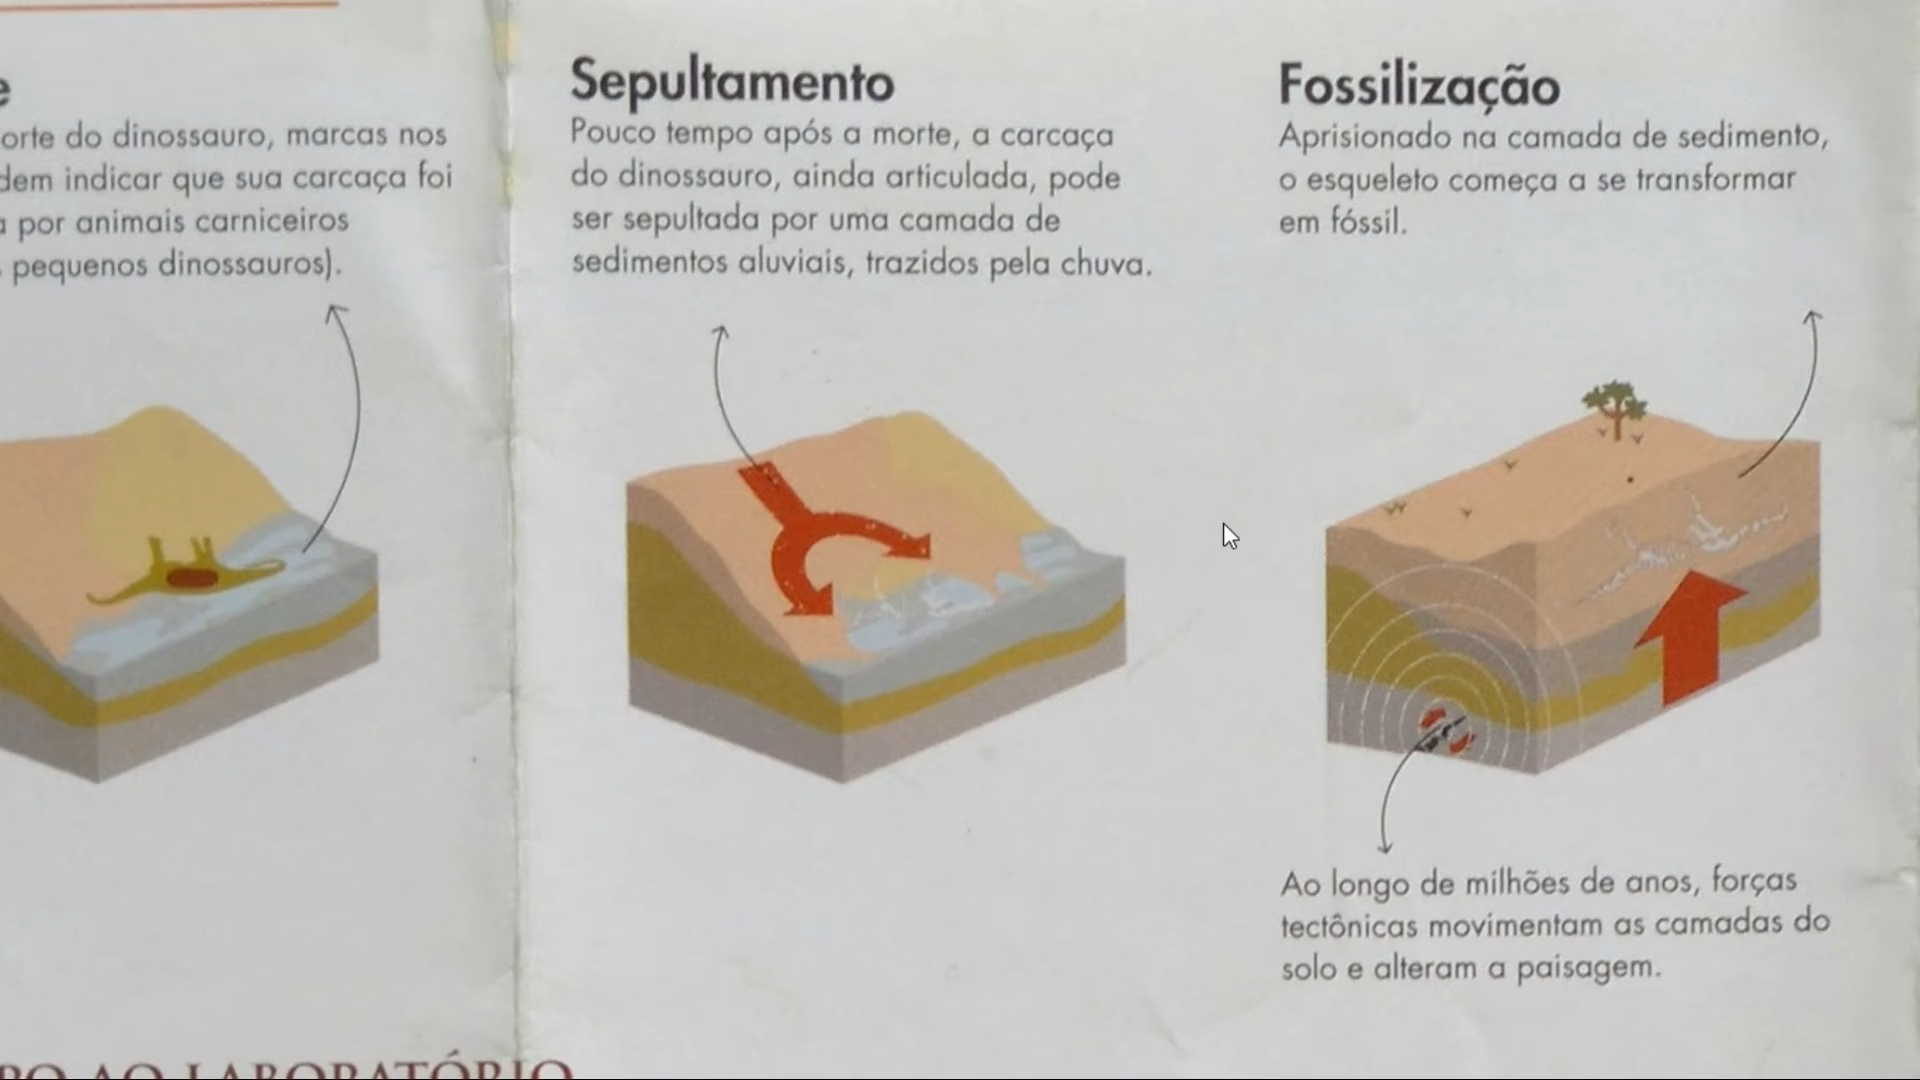 orte do dinossauro, marcas nos
dem indicar que sua carcaça foi
por animais carniceiros
pequenos dinossauros).
Sepultamento
Pouco tempo após a morte, a carcaça
do dinossauro, ainda articulada, pode
ser sepultada por uma camada de
sedimentos aluviais, trazidos pela chuva.
Fossilização
Aprisionado na camada de sedimento,
o esqueleto começa a se transformar
em fóssil.
Ao longo de milhões de anos, forças
tectônicas movimentam as camadas do
solo e alteram a paisagem.
PO AO LABORATÓRIO